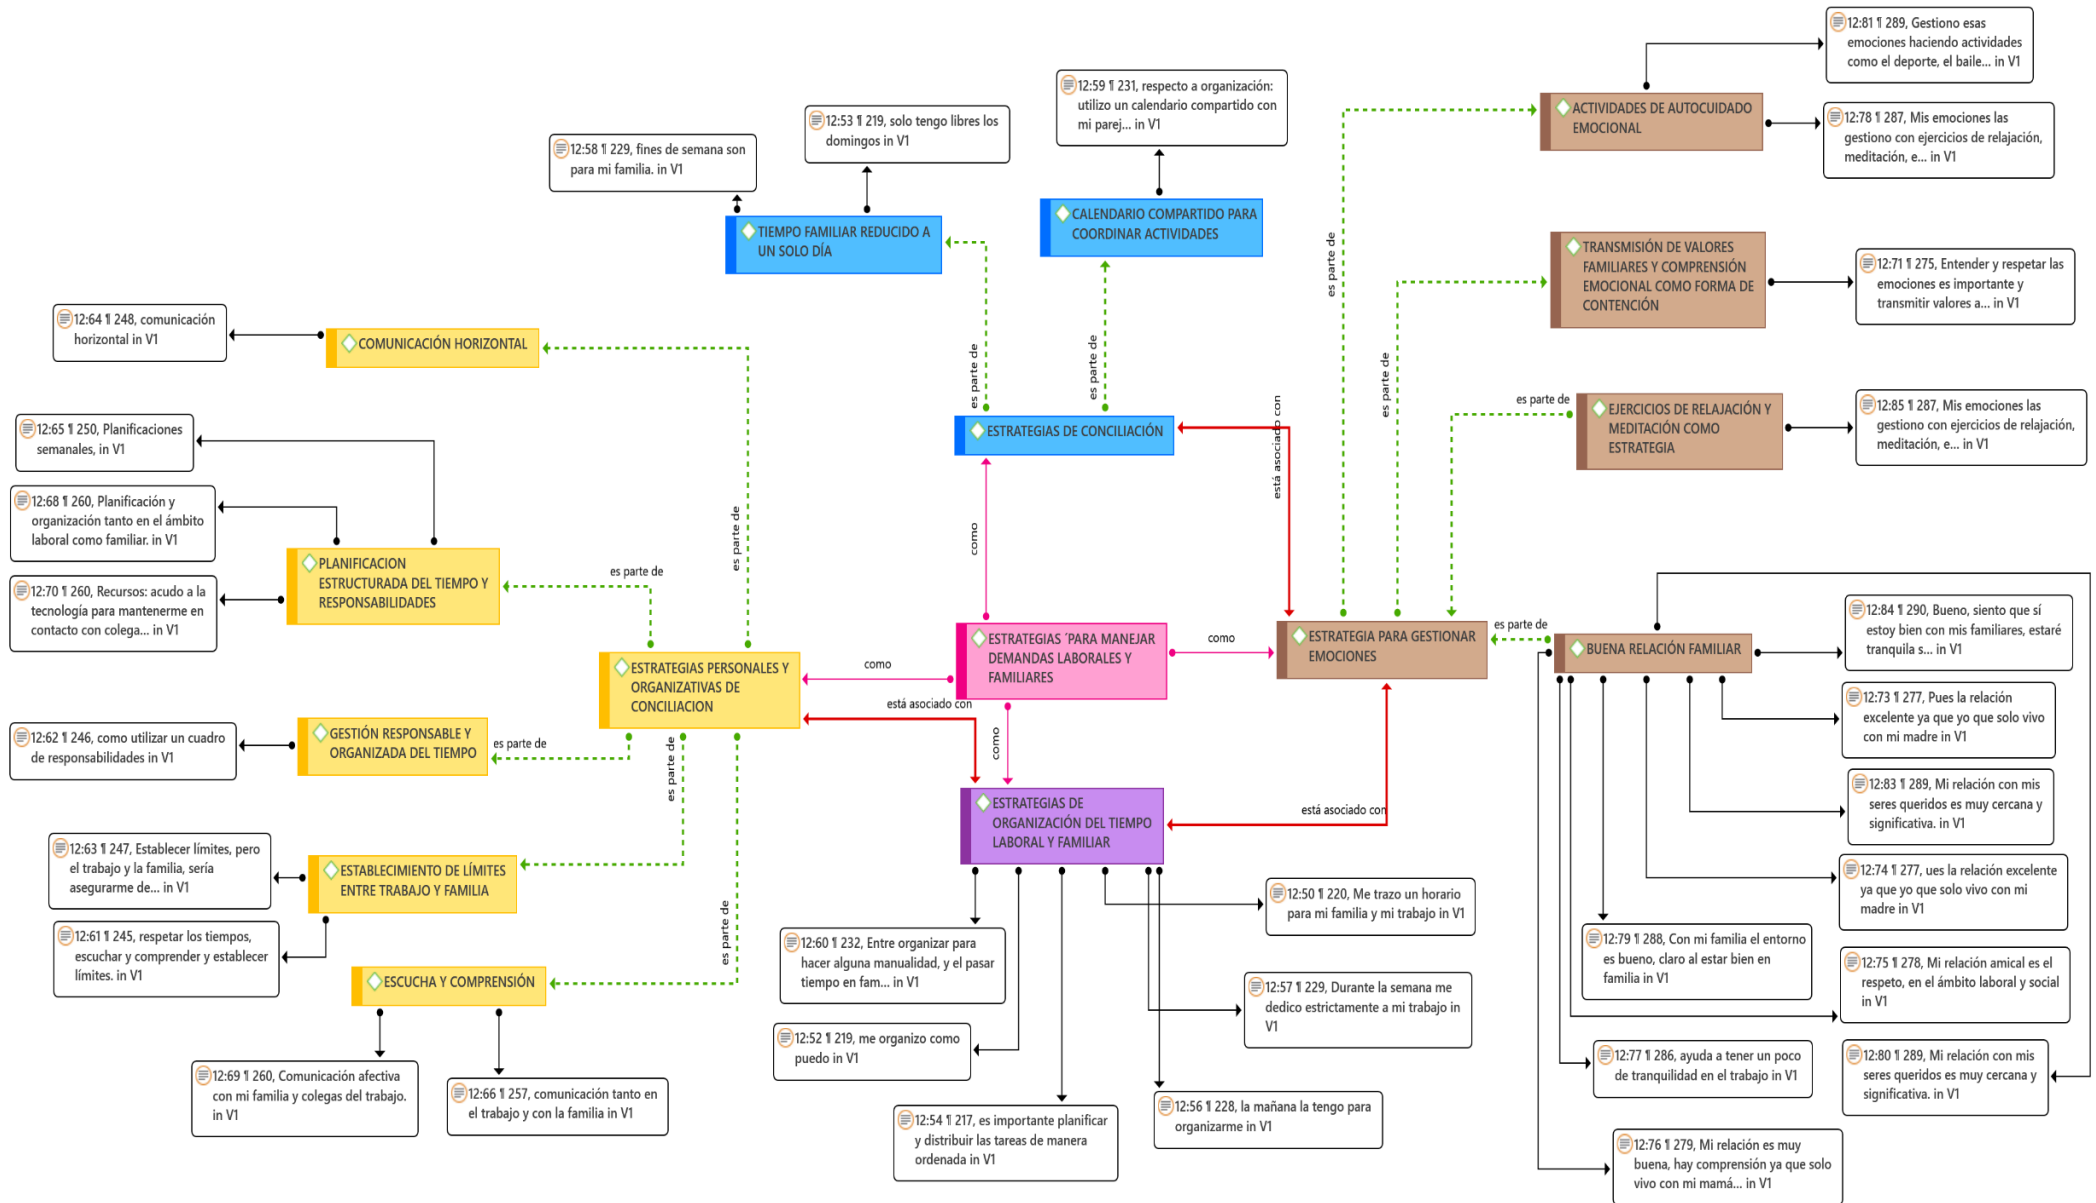 12:81 ¶ 289, Gestiono esas
emociones haciendo actividades
como el deporte, el baile... in V1
12:59 ¶ 231, respecto a organización:
utilizo un calendario compartido con
mi parej... in V1
ACTIVIDADES DE AUTOCUIDADO
EMOCIONAL
12:78 ¶ 287, Mis emociones las
gestiono con ejercicios de relajación,
meditación, e... in V1
12:53 ¶ 219, solo tengo libres los
domingos in V1
12:58 ¶ 229, fines de semana son
para mi familia. in V1
TIEMPO FAMILIAR REDUCIDO A
UN SOLO DÍA
CALENDARIO COMPARTIDO PARA
COORDINAR ACTIVIDADES
es parte de
TRANSMISIÓN DE VALORES
FAMILIARES Y COMPRENSIÓN
EMOCIONAL COMO FORMA DE
CONTENCIÓN
12:71 ¶ 275, Entender y respetar las
emociones es importante y
transmitir valores a... in V1
12:64 ¶ 248, comunicación
horizontal in V1
COMUNICACIÓN HORIZONTAL
es parte de
es parte de
es parte de
es parte de
EJERCICIOS DE RELAJACIÓN Y
MEDITACIÓN COMO
ESTRATEGIA
12:85 ¶ 287, Mis emociones las
gestiono con ejercicios de relajación,
meditación, e... in V1
12:65 ¶ 250, Planificaciones
semanales, in V1
ESTRATEGIAS DE CONCILIACIÓN
está asociado con
12:68 ¶ 260, Planificación y
organización tanto en el ámbito
laboral como familiar. in V1
es parte de
como
PLANIFICACION
ESTRUCTURADA DEL TIEMPO Y
RESPONSABILIDADES
es parte de
12:70 ¶ 260, Recursos: acudo a la
tecnología para mantenerme en
contacto con colega... in V1
ESTRATEGIAS ´PARA MANEJAR
DEMANDAS LABORALES Y
FAMILIARES
como
ESTRATEGIA PARA GESTIONAR
EMOCIONES
es parte de
BUENA RELACIÓN FAMILIAR
12:84 ¶ 290, Bueno, siento que sí
estoy bien con mis familiares, estaré
tranquila s... in V1
ESTRATEGIAS PERSONALES Y
ORGANIZATIVAS DE
CONCILIACION
como
está asociado con
12:73 ¶ 277, Pues la relación
excelente ya que yo que solo vivo
con mi madre in V1
12:62 ¶ 246, como utilizar un cuadro
de responsabilidades in V1
GESTIÓN RESPONSABLE Y
ORGANIZADA DEL TIEMPO
es parte de
es parte de
como
12:83 ¶ 289, Mi relación con mis
seres queridos es muy cercana y
significativa. in V1
ESTRATEGIAS DE
ORGANIZACIÓN DEL TIEMPO
LABORAL Y FAMILIAR
está asociado con
12:63 ¶ 247, Establecer límites, pero
el trabajo y la familia, sería
asegurarme de... in V1
ESTABLECIMIENTO DE LÍMITES
ENTRE TRABAJO Y FAMILIA
12:74 ¶ 277, ues la relación excelente
ya que yo que solo vivo con mi
madre in V1
12:50 ¶ 220, Me trazo un horario
para mi familia y mi trabajo in V1
es parte de
12:61 ¶ 245, respetar los tiempos,
escuchar y comprender y establecer
límites. in V1
12:60 ¶ 232, Entre organizar para
hacer alguna manualidad, y el pasar
tiempo en fam... in V1
12:79 ¶ 288, Con mi familia el entorno
es bueno, claro al estar bien en
familia in V1
12:75 ¶ 278, Mi relación amical es el
respeto, en el ámbito laboral y social
in V1
ESCUCHA Y COMPRENSIÓN
12:57 ¶ 229, Durante la semana me
dedico estrictamente a mi trabajo in
V1
12:52 ¶ 219, me organizo como
puedo in V1
12:77 ¶ 286, ayuda a tener un poco
de tranquilidad en el trabajo in V1
12:80 ¶ 289, Mi relación con mis
seres queridos es muy cercana y
significativa. in V1
12:69 ¶ 260, Comunicación afectiva
con mi familia y colegas del trabajo.
in V1
12:66 ¶ 257, comunicación tanto en
el trabajo y con la familia in V1
12:54 ¶ 217, es importante planificar
y distribuir las tareas de manera
ordenada in V1
12:56 ¶ 228, la mañana la tengo para
organizarme in V1
12:76 ¶ 279, Mi relación es muy
buena, hay comprensión ya que solo
vivo con mi mamá... in V1